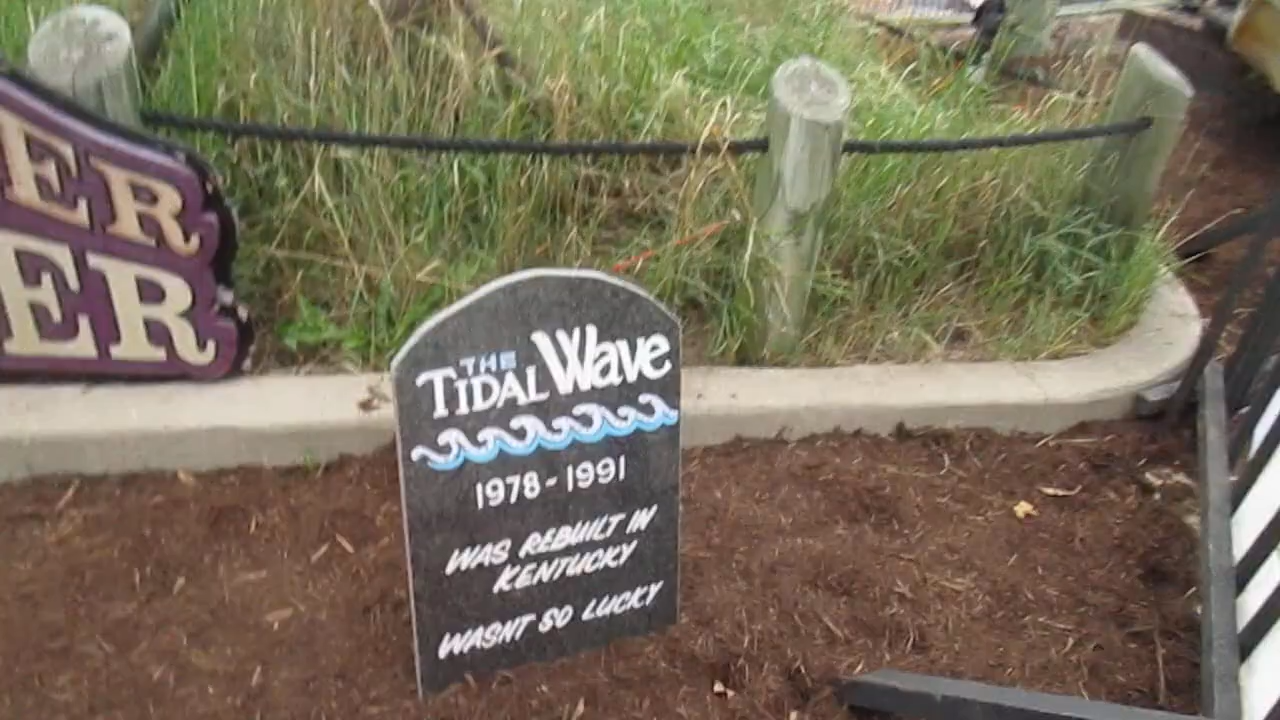 ER
ER
THE
TIDAL Wave
1978-1991
WAS REBUILT IN
KENTUCKY
WASNT SO LUCKY